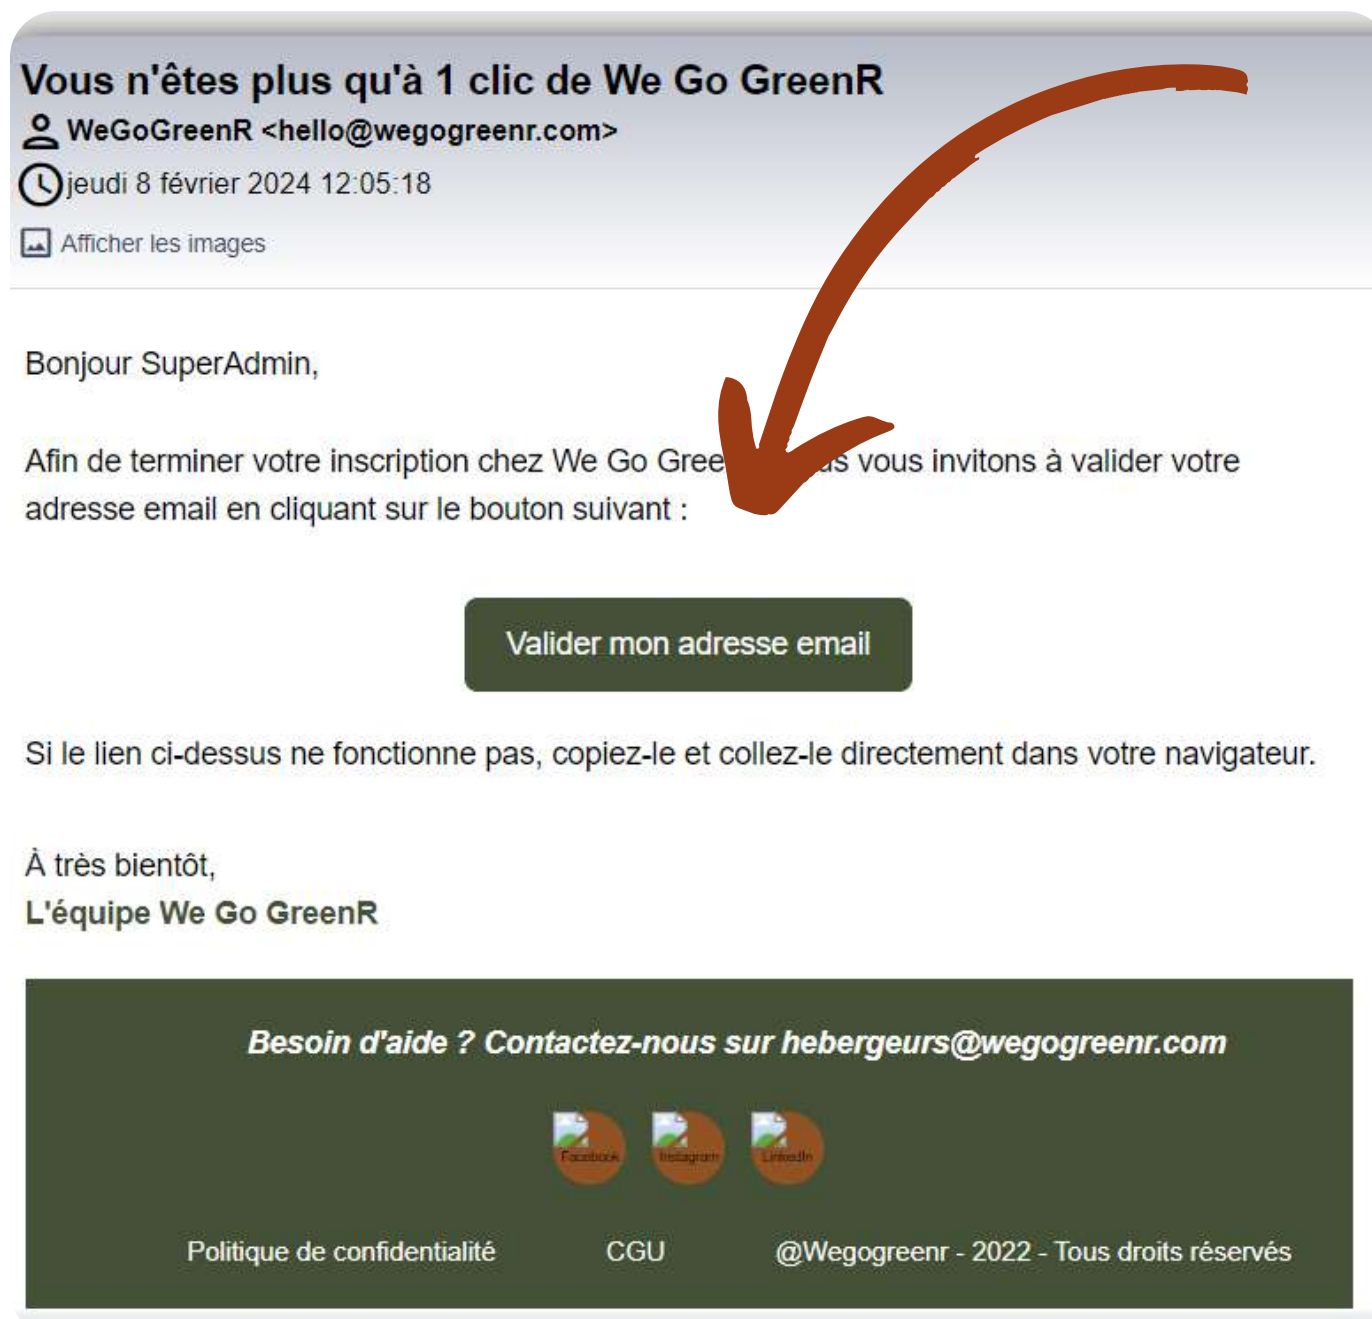 Vous n'êtes plus qu'à 1 clic de We Go GreenR
WeGoGreenR <hello@wegogreenr.com>
jeudi 8 février 2024 12:05:18
Afficher les images
Bonjour SuperAdmin,
Afin de terminer votre inscription chez We Go Gree vous invitons à valider votre
adresse email en cliquant sur le bouton suivant :
Valider mon adresse email
Si le lien ci-dessus ne fonctionne pas, copiez-le et collez-le directement dans votre navigateur.
À très bientôt,
L'équipe We Go GreenR
Besoin d'aide ? Contactez-nous sur hebergeurs@wegogreenr.com
Facebook Instagram LinkedIn
Politique de confidentialité CGU @Wegogreenr - 2022 - Tous droits réservés